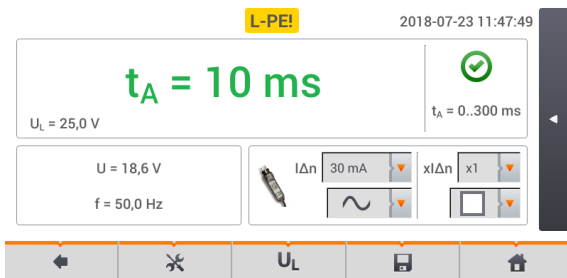 L-PE!
2018-07-23 11:47:49
tA = 10 ms
UL = 25,0 V
tA = 0..300 ms
U = 18,6 V
f = 50,0 Hz
IΔn 30 mA xIΔn x1
UL